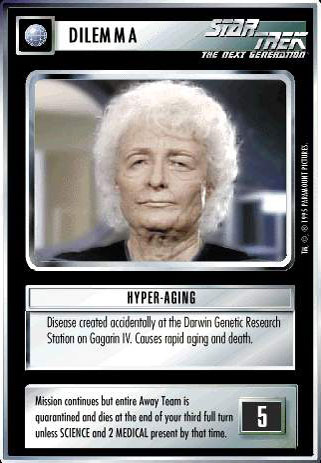 DILEMMA
STAR TREK
THE NEXT GENERATION
TM, ©, ® 1995 PARAMOUNT PICTURES.
HYPER-AGING
Disease created accidentally at the Darwin Genetic Research
Station on Gagarin IV. Causes rapid aging and death.
Mission continues but entire Away Team is
quarantined and dies at the end of your third full turn
unless SCIENCE and 2 MEDICAL present by that time.
5